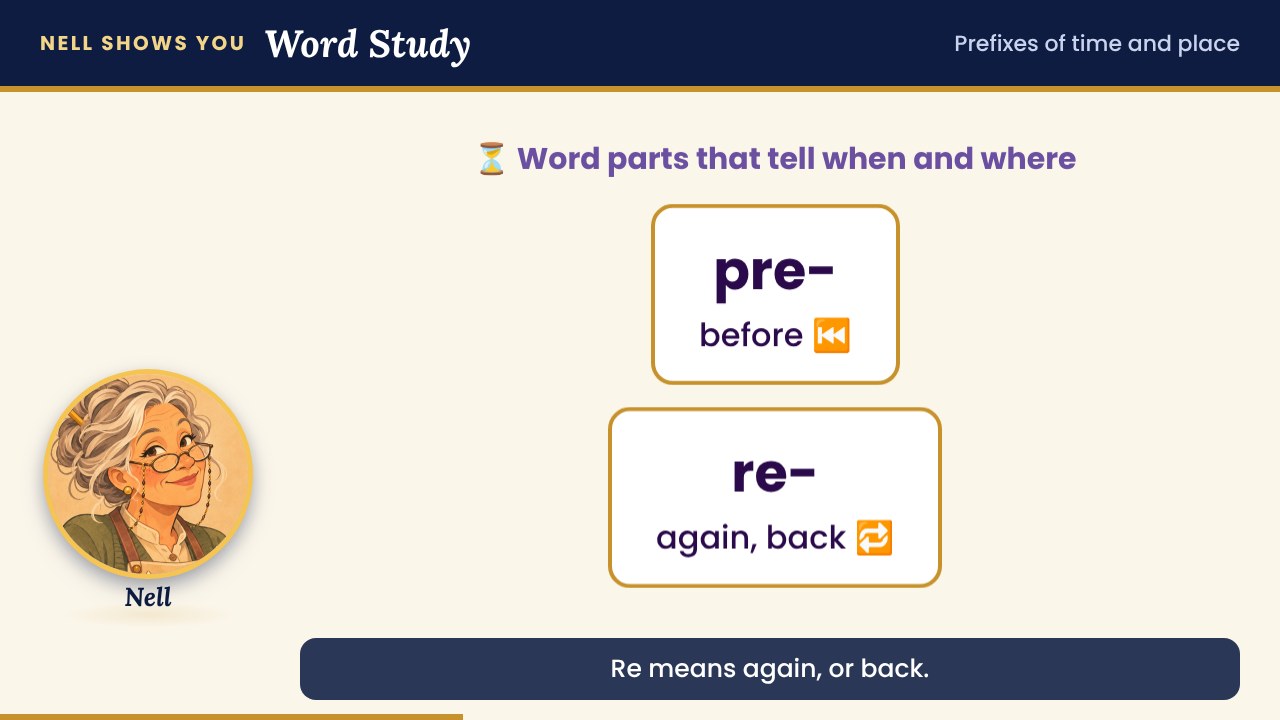 NELL SHOWS YOU Word Study
Prefixes of time and place
⏳ Word parts that tell when and where
pre-
before ⏮
re-
again, back 🔁
Nell
Re means again, or back.